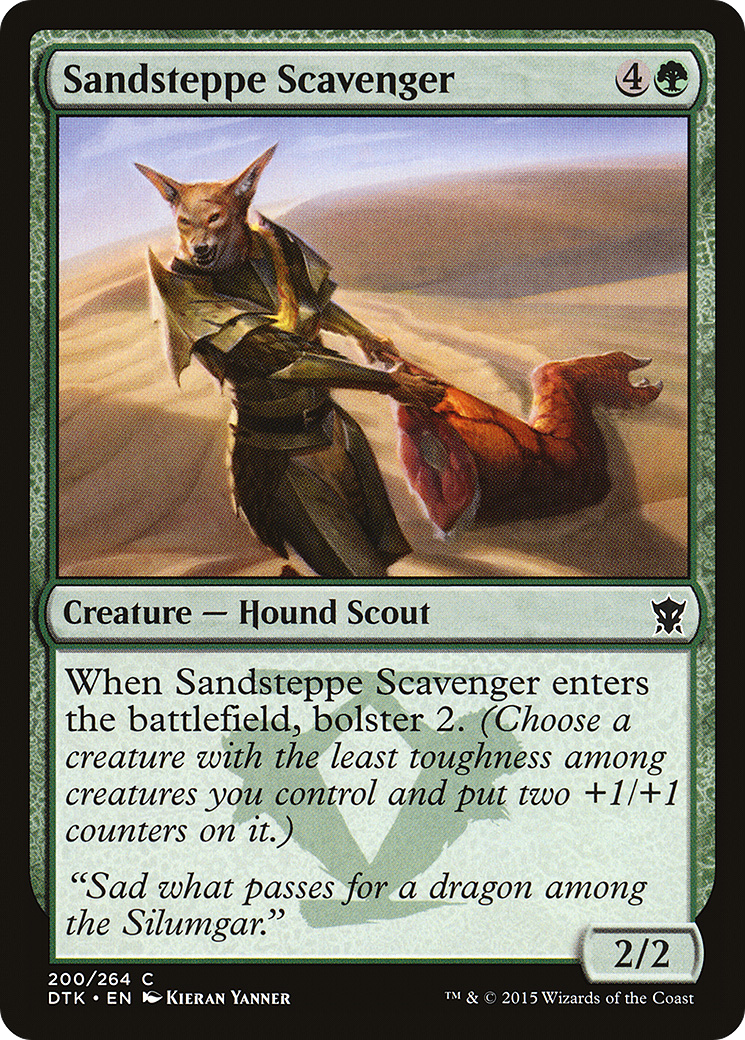 Sandsteppe Scavenger 4
Creature — Hound Scout
When Sandsteppe Scavenger enters
the battlefield, bolster 2. (Choose a
creature with the least toughness among
creatures you control and put two +1/+1
counters on it.)
“Sad what passes for a dragon among
the Silumgar.”
2/2
200/264 C
DTK • EN Kieran Yanner
™ & © 2015 Wizards of the Coast